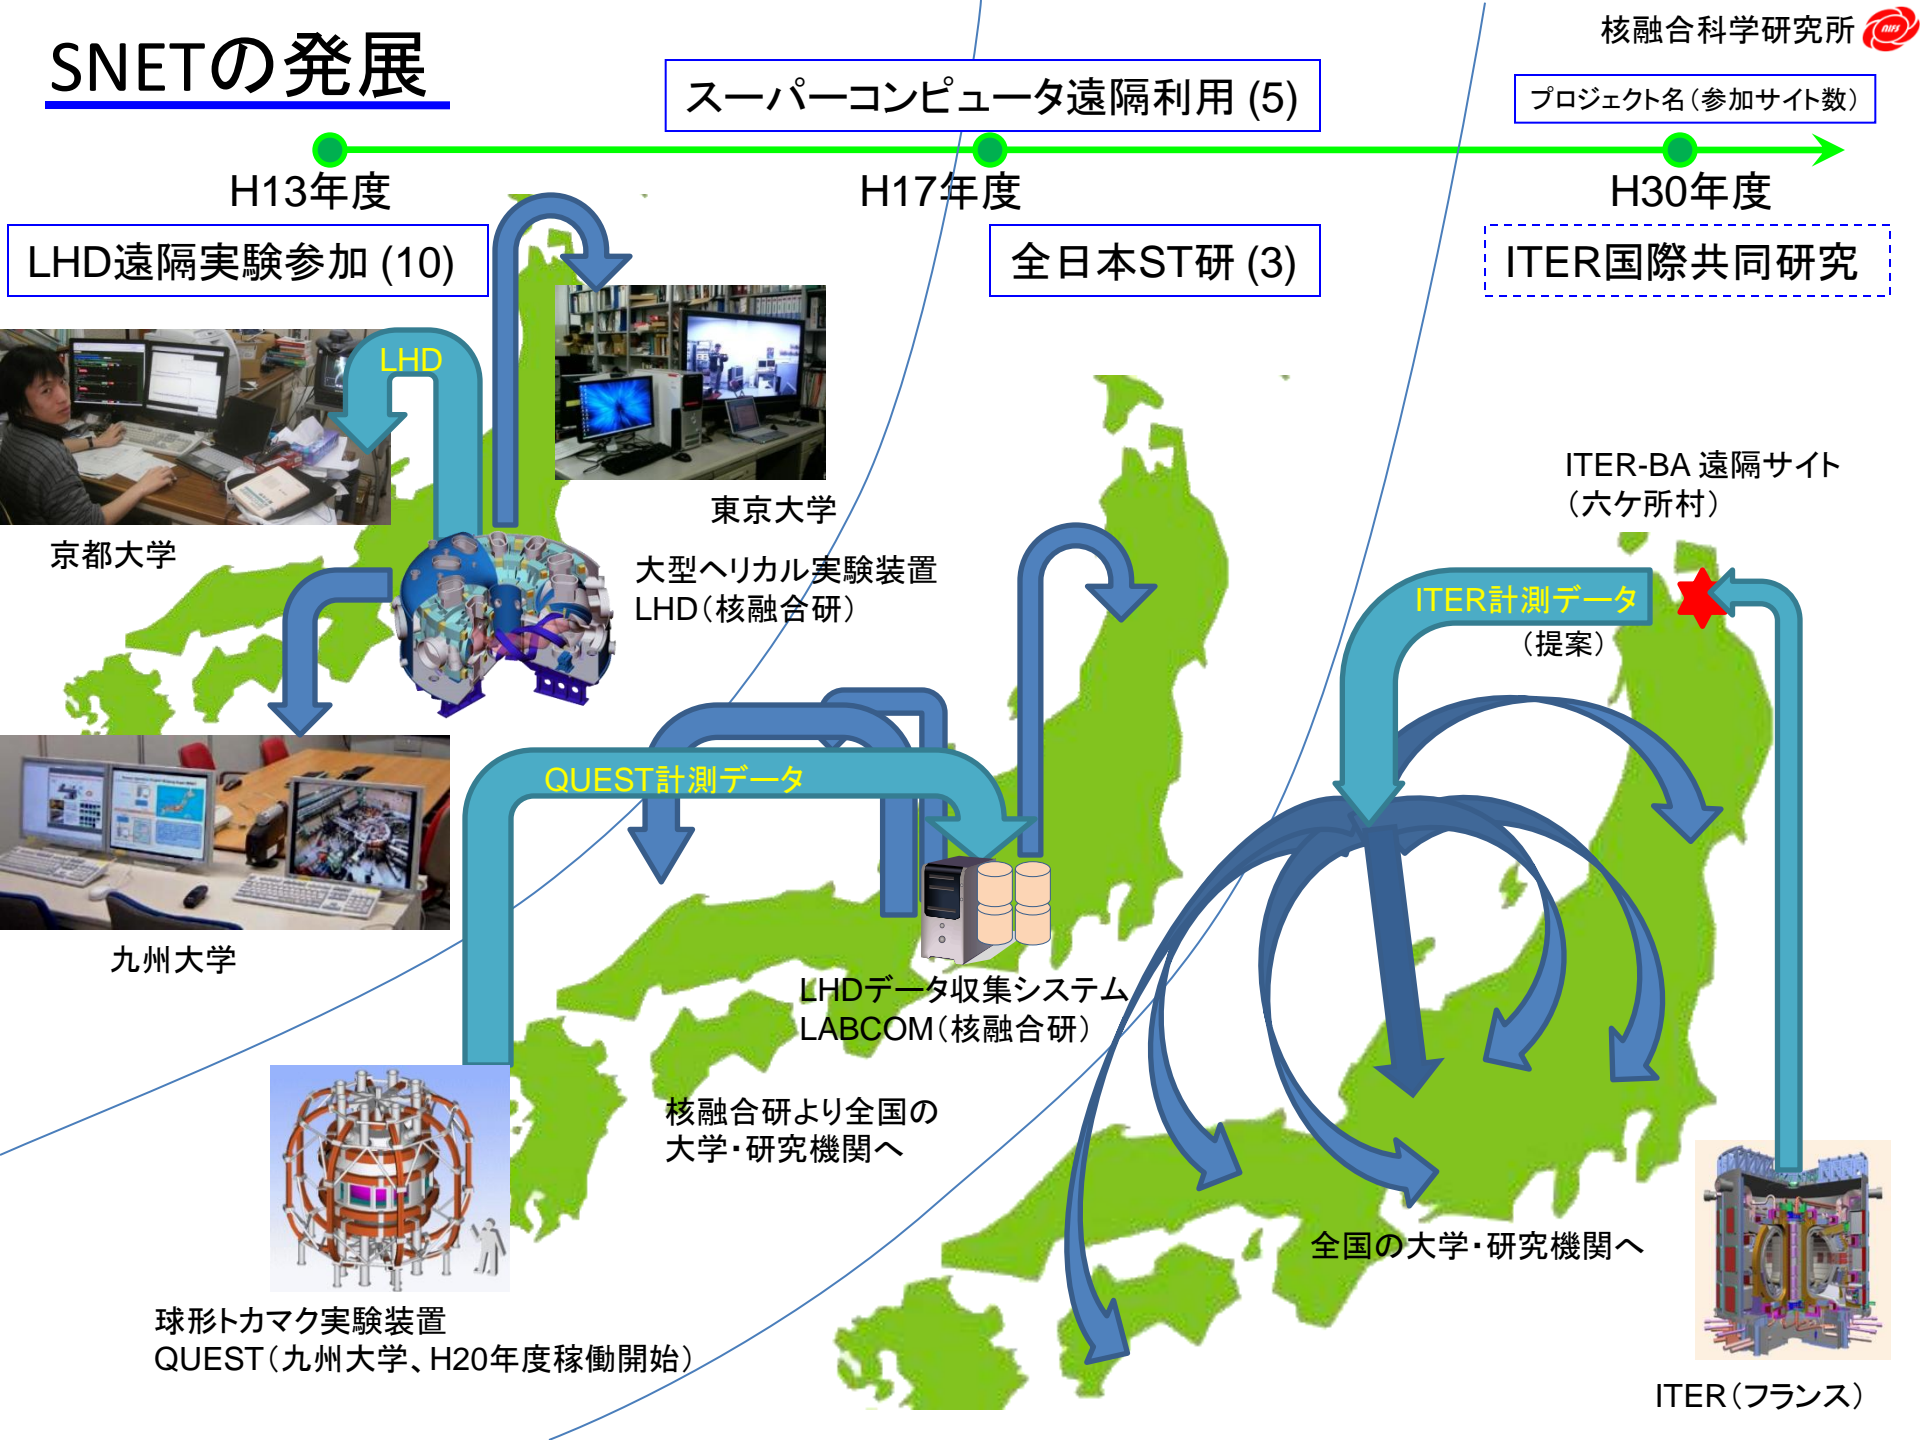 SNETの発展
核融合科学研究所
NIFS
スーパーコンピュータ遠隔利用 (5)
プロジェクト名（参加サイト数）
H13年度
H17年度
H30年度
LHD遠隔実験参加 (10)
全日本ST研 (3)
ITER国際共同研究
LHD
東京大学
京都大学
大型ヘリカル実験装置
LHD（核融合研）
ITER-BA 遠隔サイト
（六ケ所村）
ITER計測データ
（提案）
QUEST計測データ
九州大学
LHDデータ収集システム
LABCOM（核融合研）
核融合研より全国の
大学・研究機関へ
全国の大学・研究機関へ
球形トカマク実験装置
QUEST（九州大学、H20年度稼働開始）
ITER（フランス）